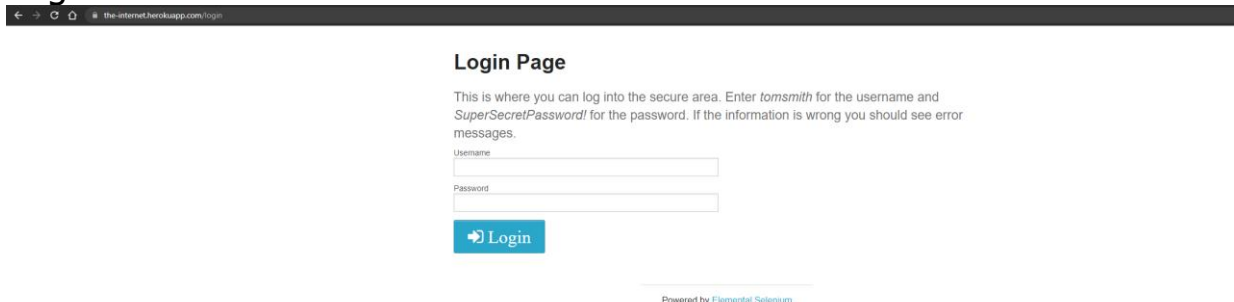 the-internet.herokuapp.com/login
Login Page
This is where you can log into the secure area. Enter tomsmith for the username and
SuperSecretPassword! for the password. If the information is wrong you should see error
messages.
Username
Password
Login
Powered by Elemental Selenium